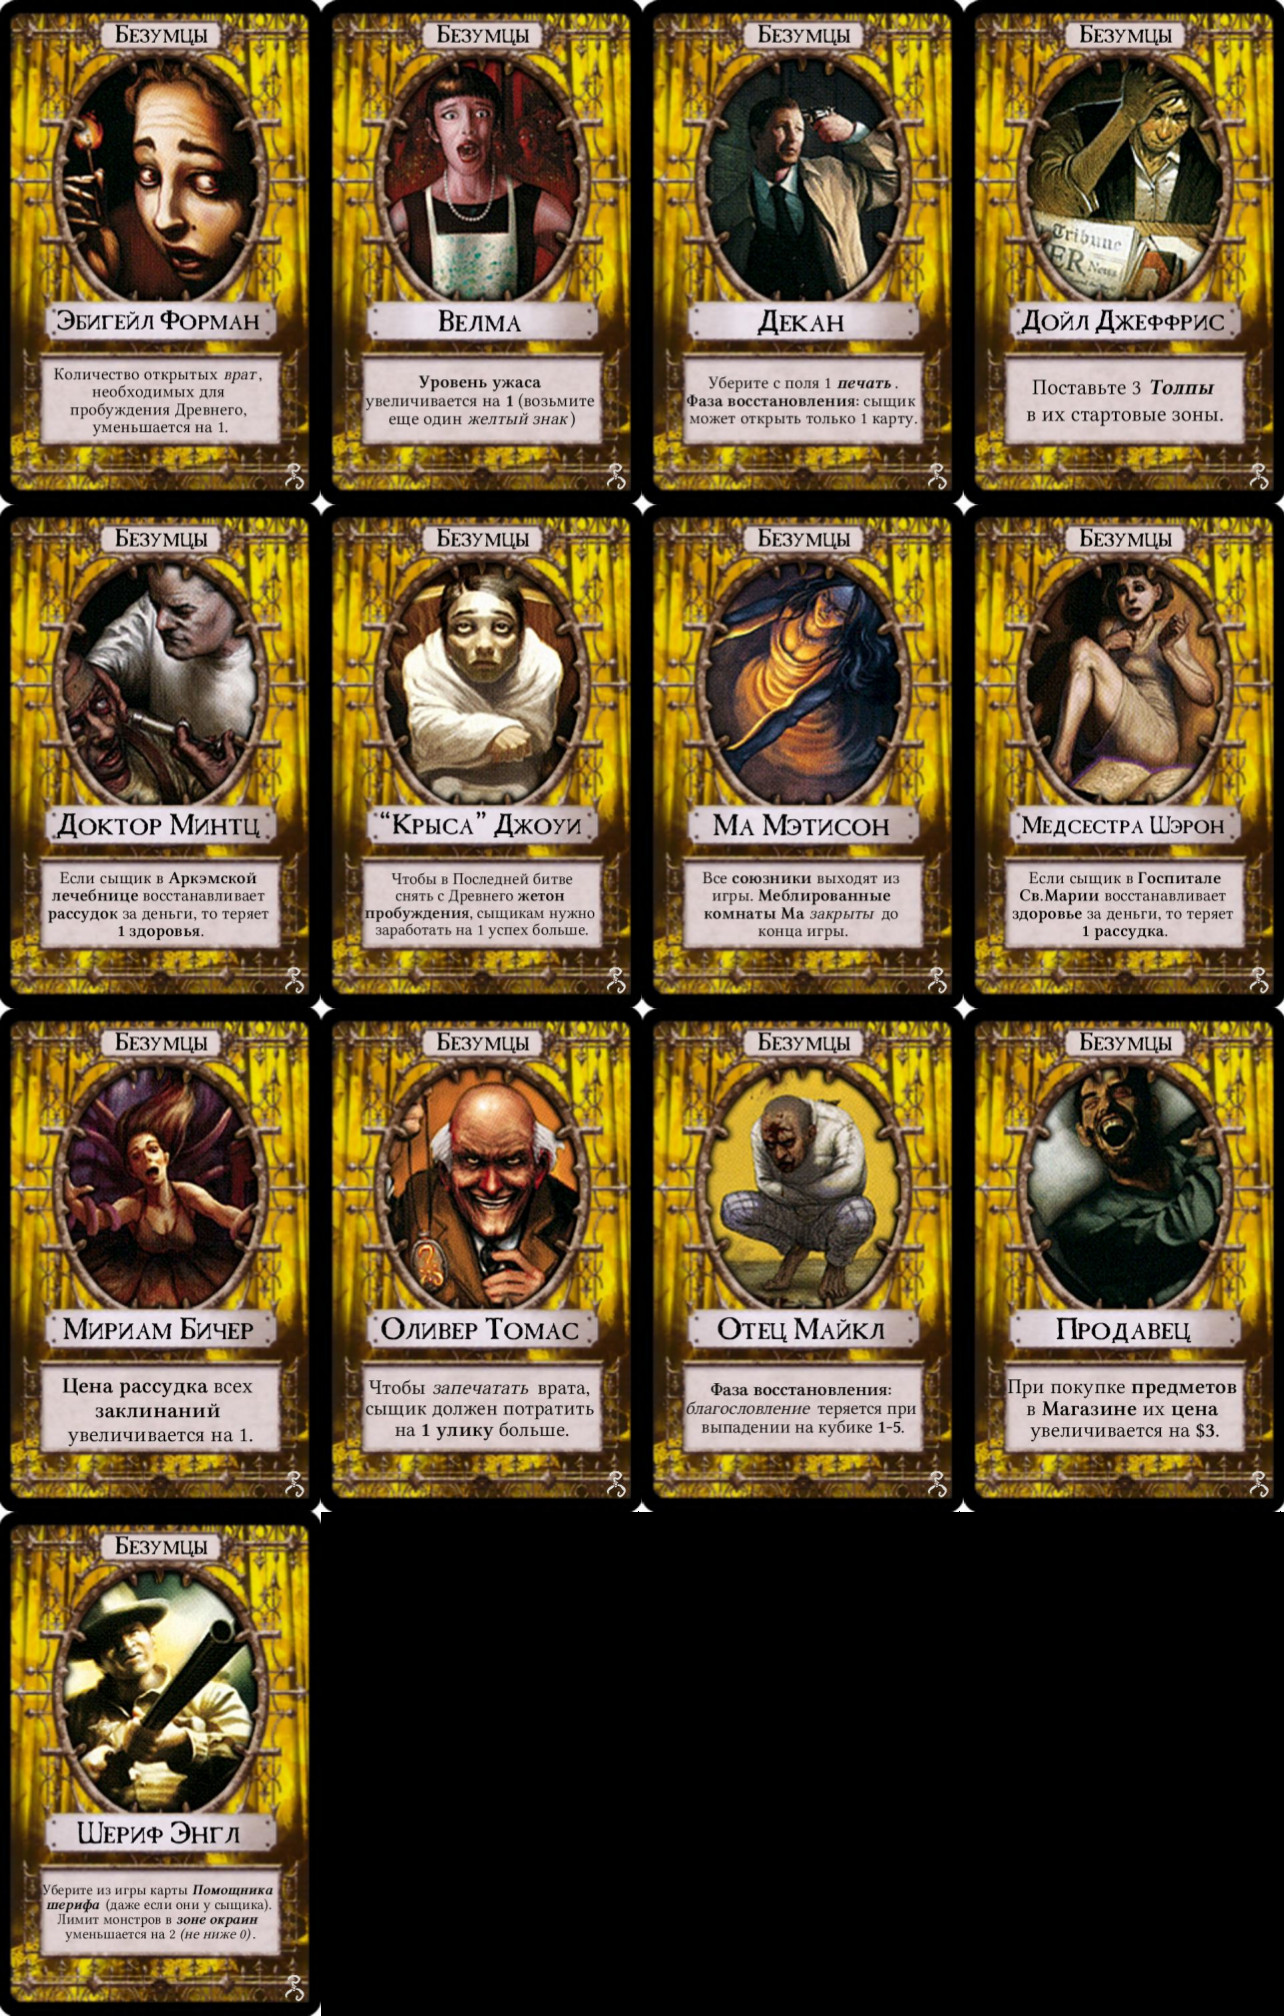 Безумцы
Эбигейл Форман
Количество открытых врат,
необходимых для
пробуждения Древнего,
уменьшается на 1.
Безумцы
Велма
Уровень ужаса
увеличивается на 1 (возьмите
еще один желтый знак)
Безумцы
Декан
Уберите с поля 1 печать.
Фаза восстановления: сыщик
может открыть только 1 карту.
Безумцы
Дойл Джеффрис
Tribune
ER News
Поставьте 3 Толпы
в их стартовые зоны.
Безумцы
Доктор Минтц
Если сыщик в Аркэмской
лечебнице восстанавливает
рассудок за деньги, то теряет
1 здоровья.
Безумцы
“Крыса” Джоуи
Чтобы в Последней битве
снять с Древнего жетон
пробуждения, сыщикам нужно
заработать на 1 успех больше.
Безумцы
Ма Мэтисон
Все союзники выходят из
игры. Меблированные
комнаты Ма закрыты до
конца игры.
Безумцы
Медсестра Шэрон
Если сыщик в Госпитале
Св.Марии восстанавливает
здоровье за деньги, то теряет
1 рассудка.
Безумцы
Мириам Бичер
Цена рассудка всех
заклинаний
увеличивается на 1.
Безумцы
Оливер Томас
Чтобы запечатать врата,
сыщик должен потратить
на 1 улику больше.
Безумцы
Отец Майкл
Фаза восстановления:
благословление теряется при
выпадении на кубике 1-5.
Безумцы
Продавец
При покупке предметов
в Магазине их цена
увеличивается на $3.
Безумцы
Шериф Энгл
Уберите из игры карты Помощника
шерифа (даже если они у сыщика).
Лимит монстров в зоне окраин
уменьшается на 2 (не ниже 0).